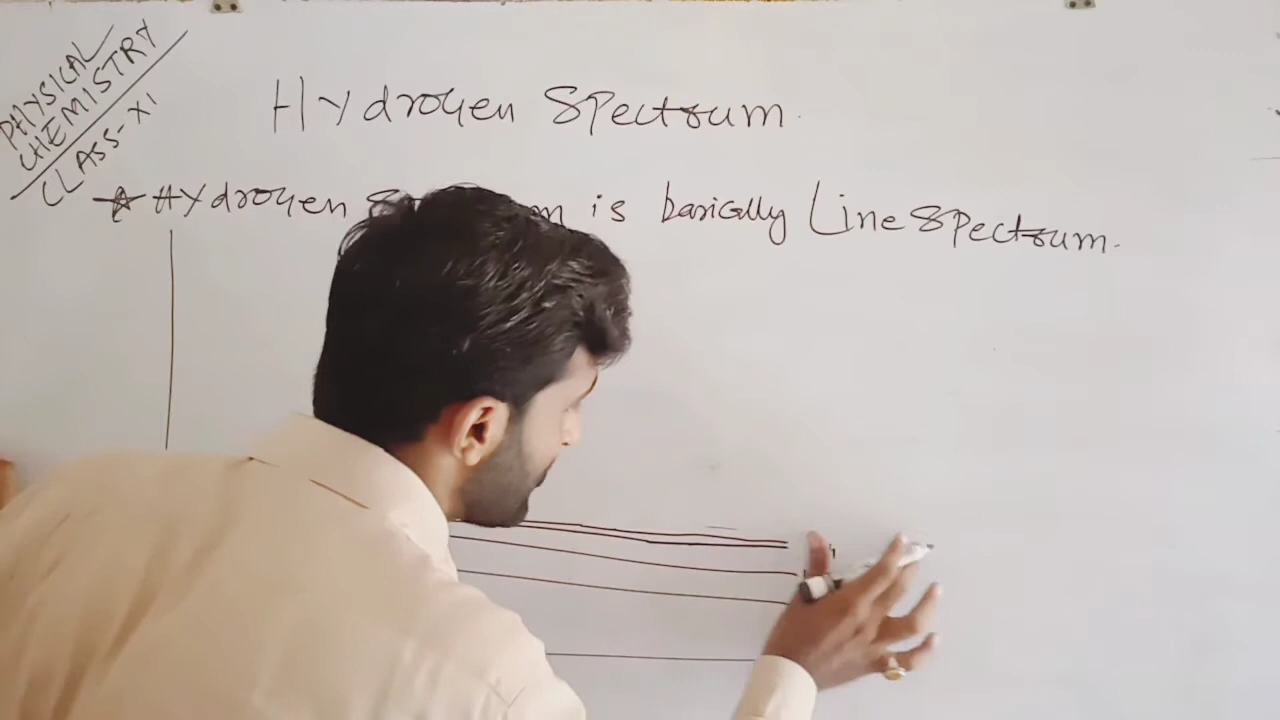 PHYSICAL
CHEMISTRY
CLASS-XI
Hydrogen Spectrum.
Hydrogen is basically Line Spectrum.